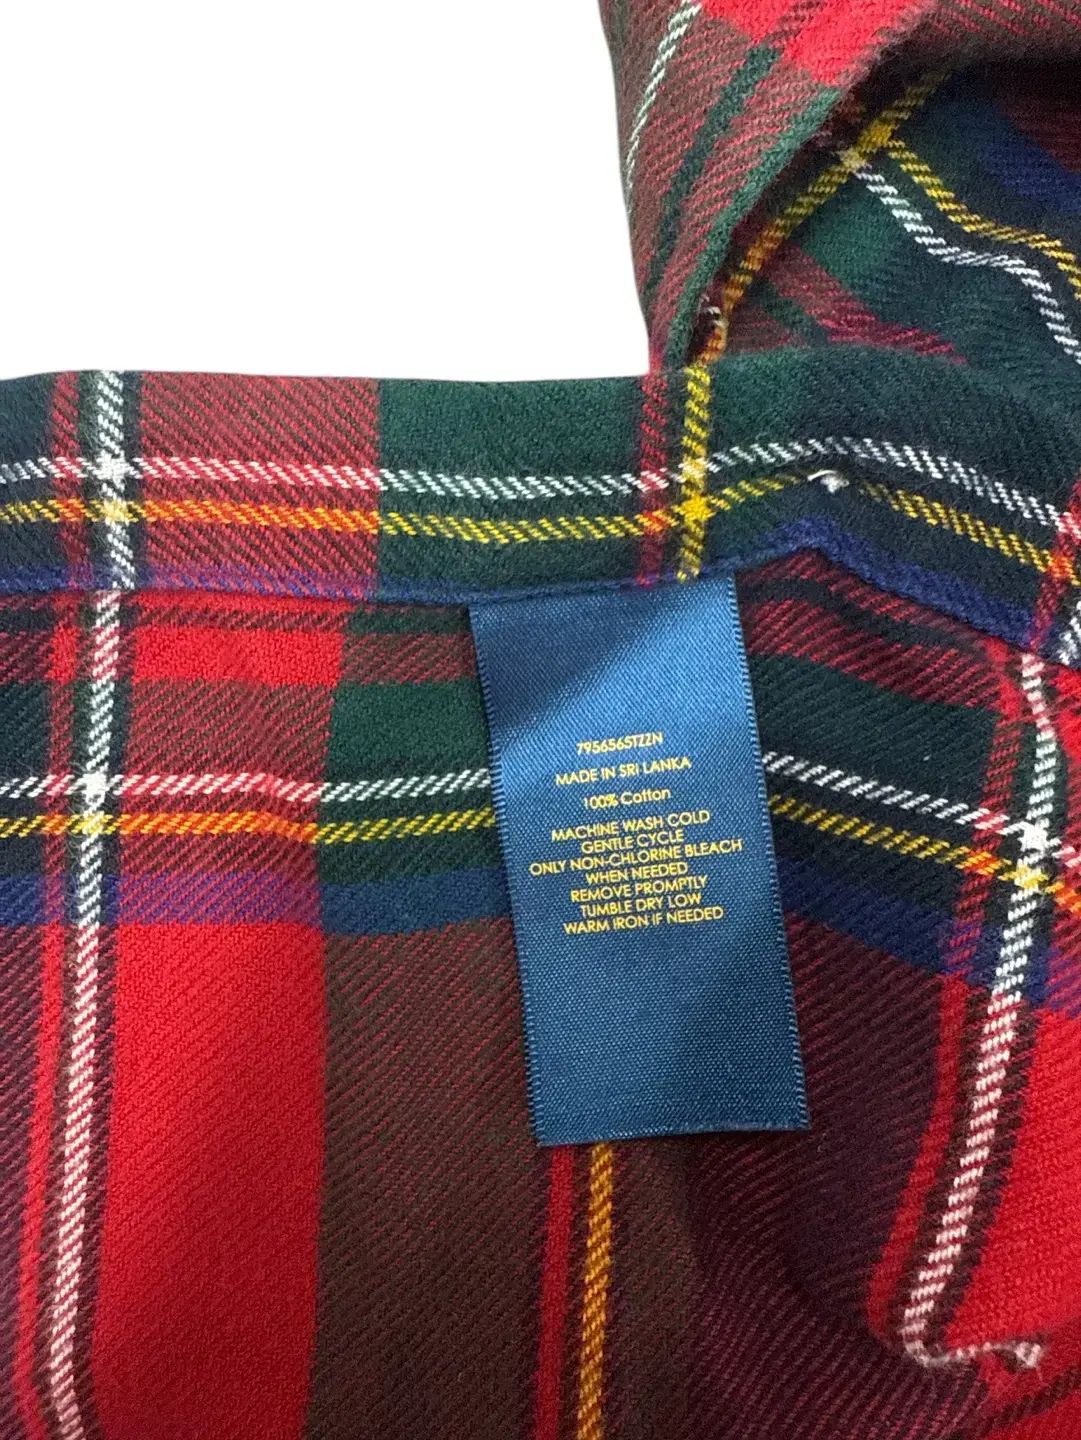 7956565TZZN
MADE IN SRI LANKA
100% Cotton
MACHINE WASH COLD
GENTLE CYCLE
ONLY NON-CHLORINE BLEACH
WHEN NEEDED
REMOVE PROMPTLY
TUMBLE DRY LOW
WARM IRON IF NEEDED